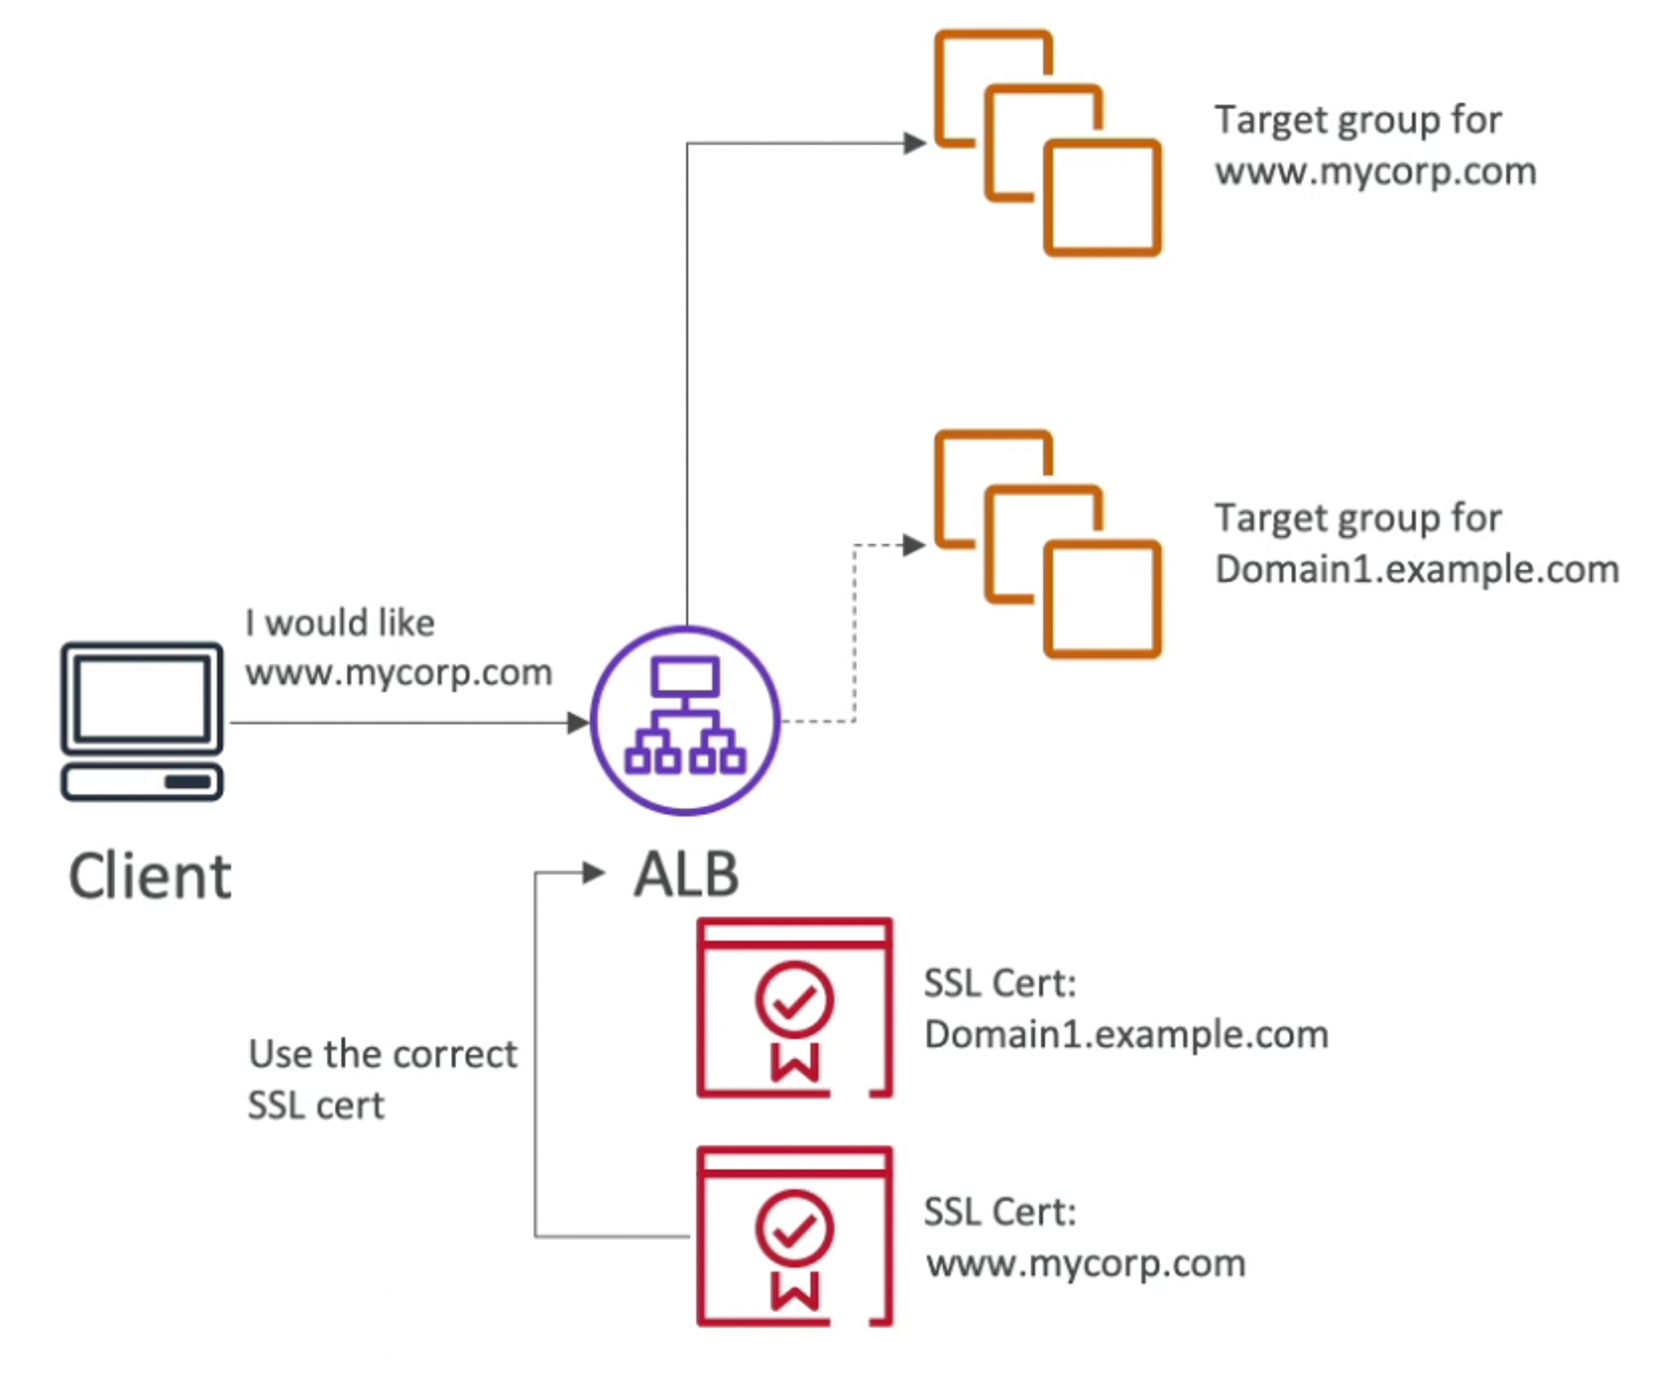 Target group for
www.mycorp.com
Target group for
Domain1.example.com
I would like
www.mycorp.com
Client
ALB
SSL Cert:
Domain1.example.com
Use the correct
SSL cert
SSL Cert:
www.mycorp.com